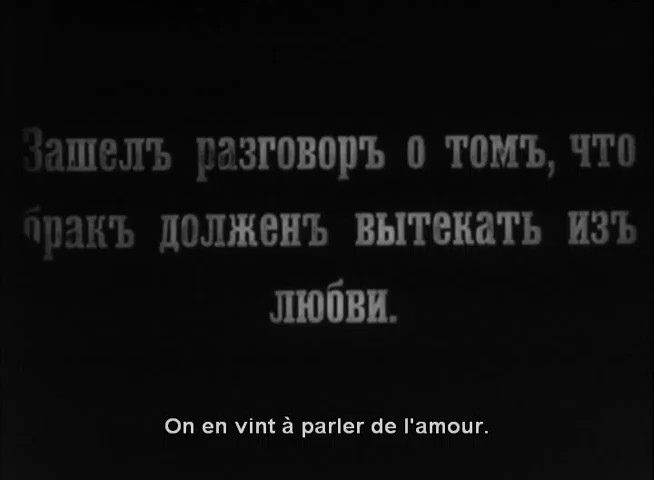 Зашелъ разговоръ о томъ, что
бракъ долженъ вытекать изъ
любви.
On en vint à parler de l'amour.